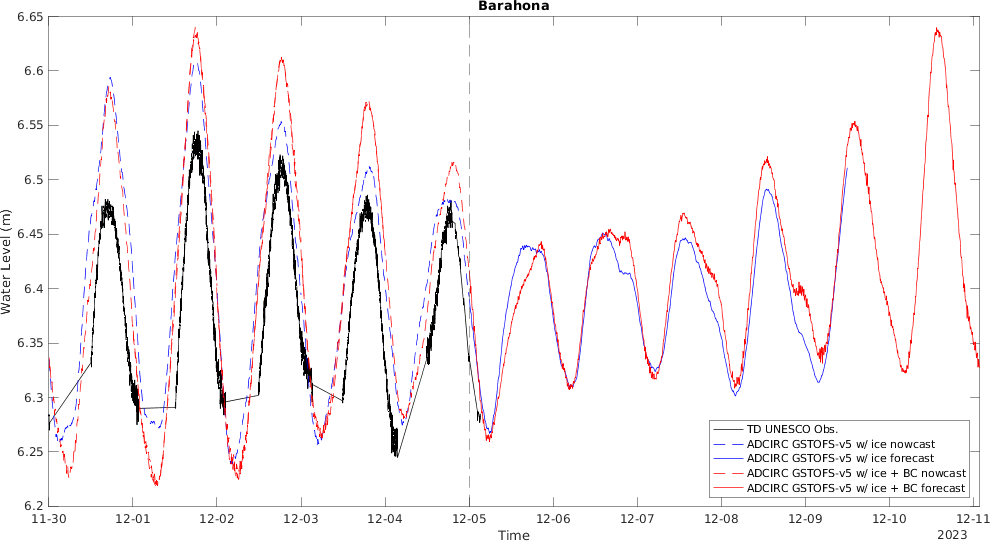 Barahona
Water Level (m)
6.65
6.6
6.55
6.5
6.45
6.4
6.35
6.3
6.25
6.2
11-30 12-01 12-02 12-03 12-04 12-05 12-06 12-07 12-08 12-09 12-10 12-11
Time
2023
TD UNESCO Obs.
ADCIRC GSTOFS-v5 w/ ice nowcast
ADCIRC GSTOFS-v5 w/ ice forecast
ADCIRC GSTOFS-v5 w/ ice + BC nowcast
ADCIRC GSTOFS-v5 w/ ice + BC forecast